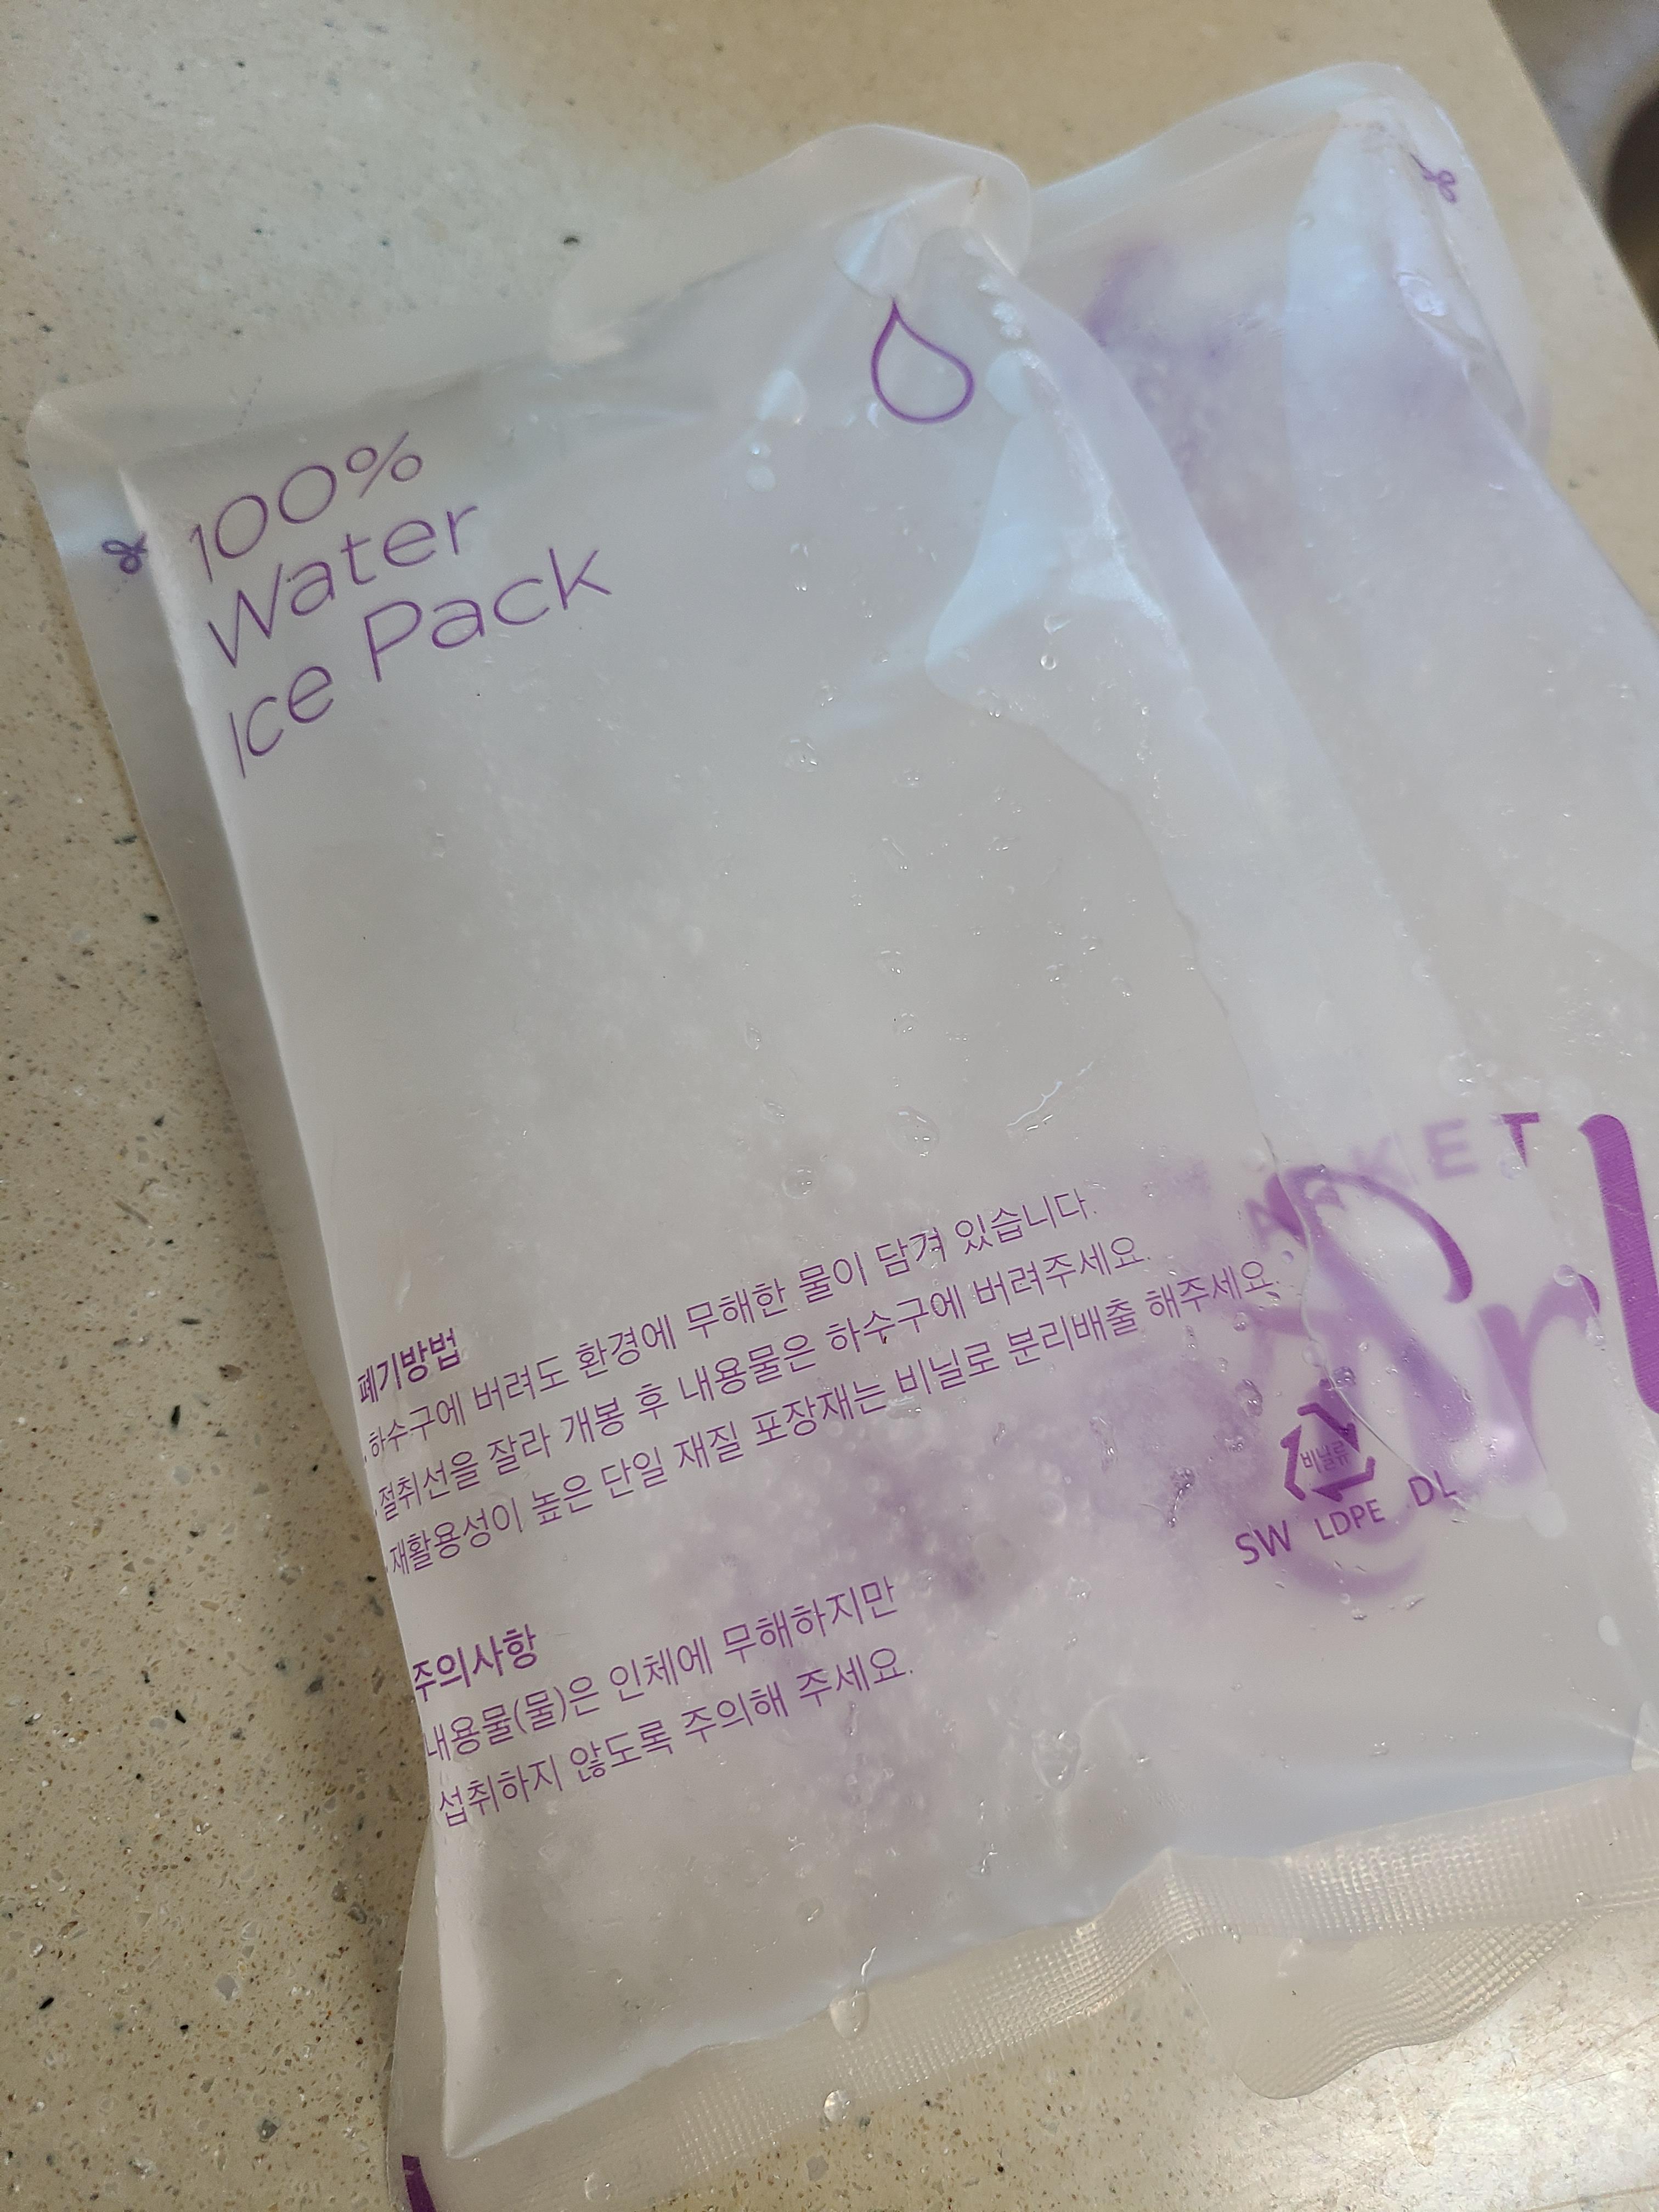 100%
Water
Ice Pack
폐기방법
. 하수구에 버려도 환경에 무해한 물이 담겨 있습니다.
. 절취선을 잘라 개봉 후 내용물은 하수구에 버려주세요.
. 재활용성이 높은 단일 재질 포장재는 비닐로 분리배출 해주세요.
주의사항
내용물(물)은 인체에 무해하지만
섭취하지 않도록 주의해 주세요.
비닐류
SW LDPE DL
ARKET
url